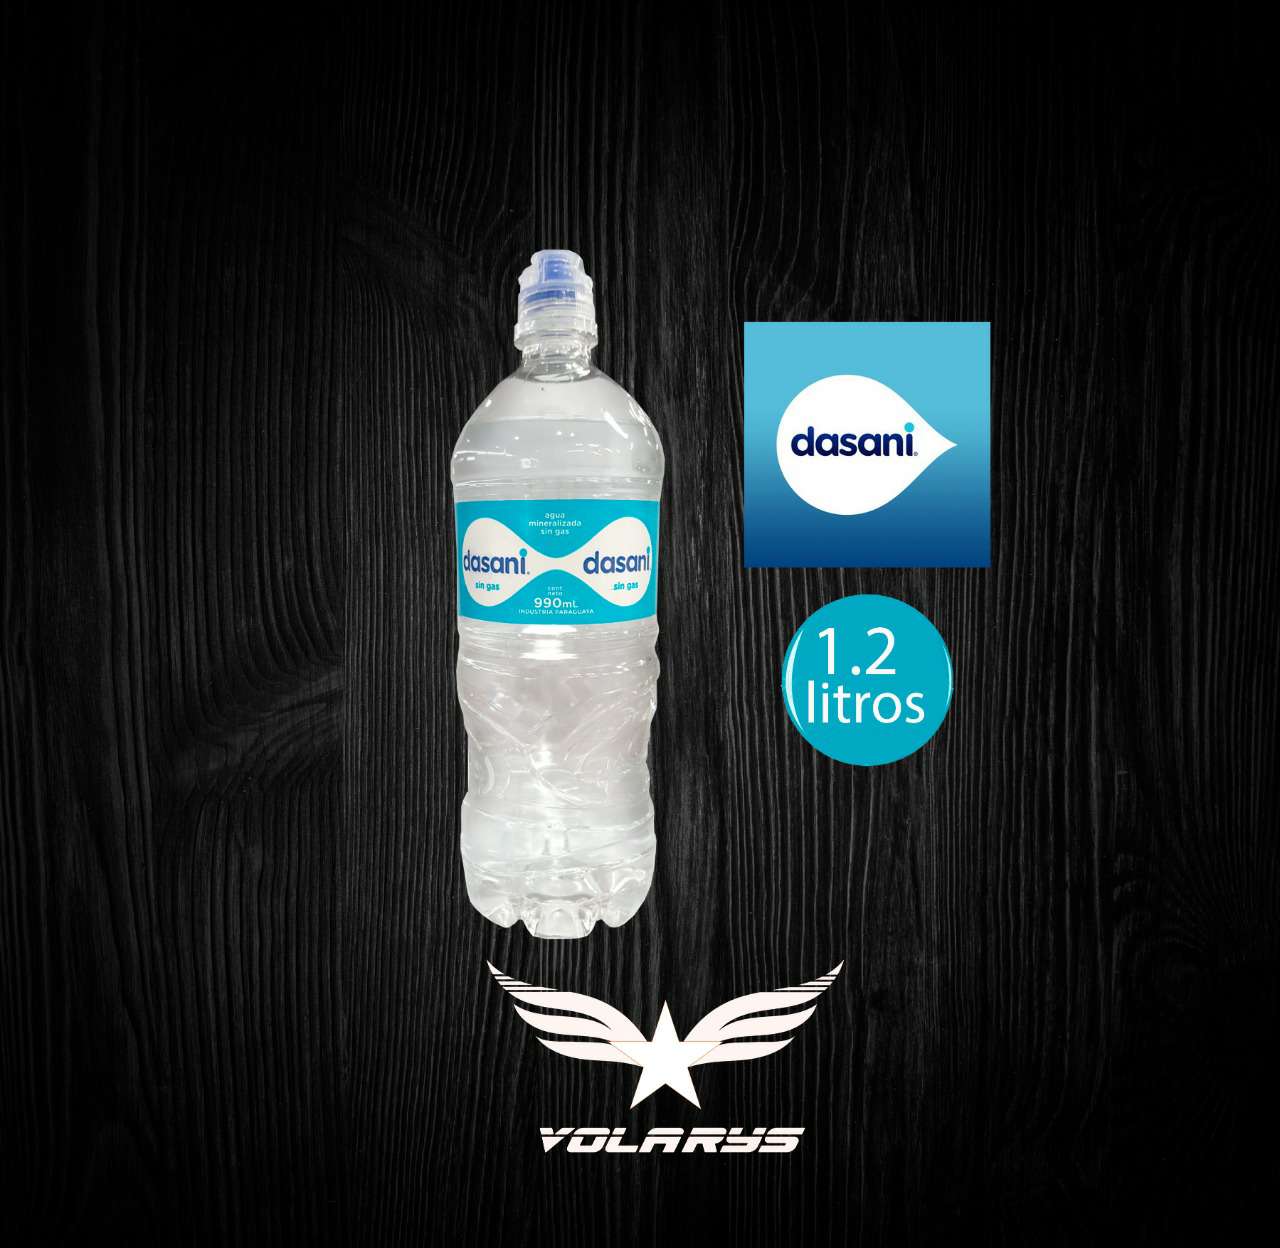 agua
mineralizada
sin gas
dasani
dasani
sin gas
sin gas
cont.
neto
990mL
INDUSTRIA PARAGUAYA
dasani
1.2
litros
VOLARYS